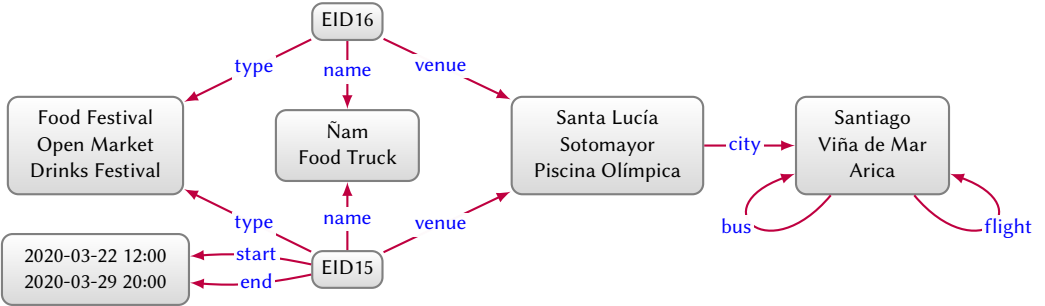 EID16
type
name
venue
Food Festival
Open Market
Drinks Festival
Ñam
Food Truck
Santa Lucía
Sotomayor
Piscina Olímpica
city
Santiago
Viña de Mar
Arica
type
name
venue
bus
flight
2020-03-22 12:00
2020-03-29 20:00
start
end
EID15